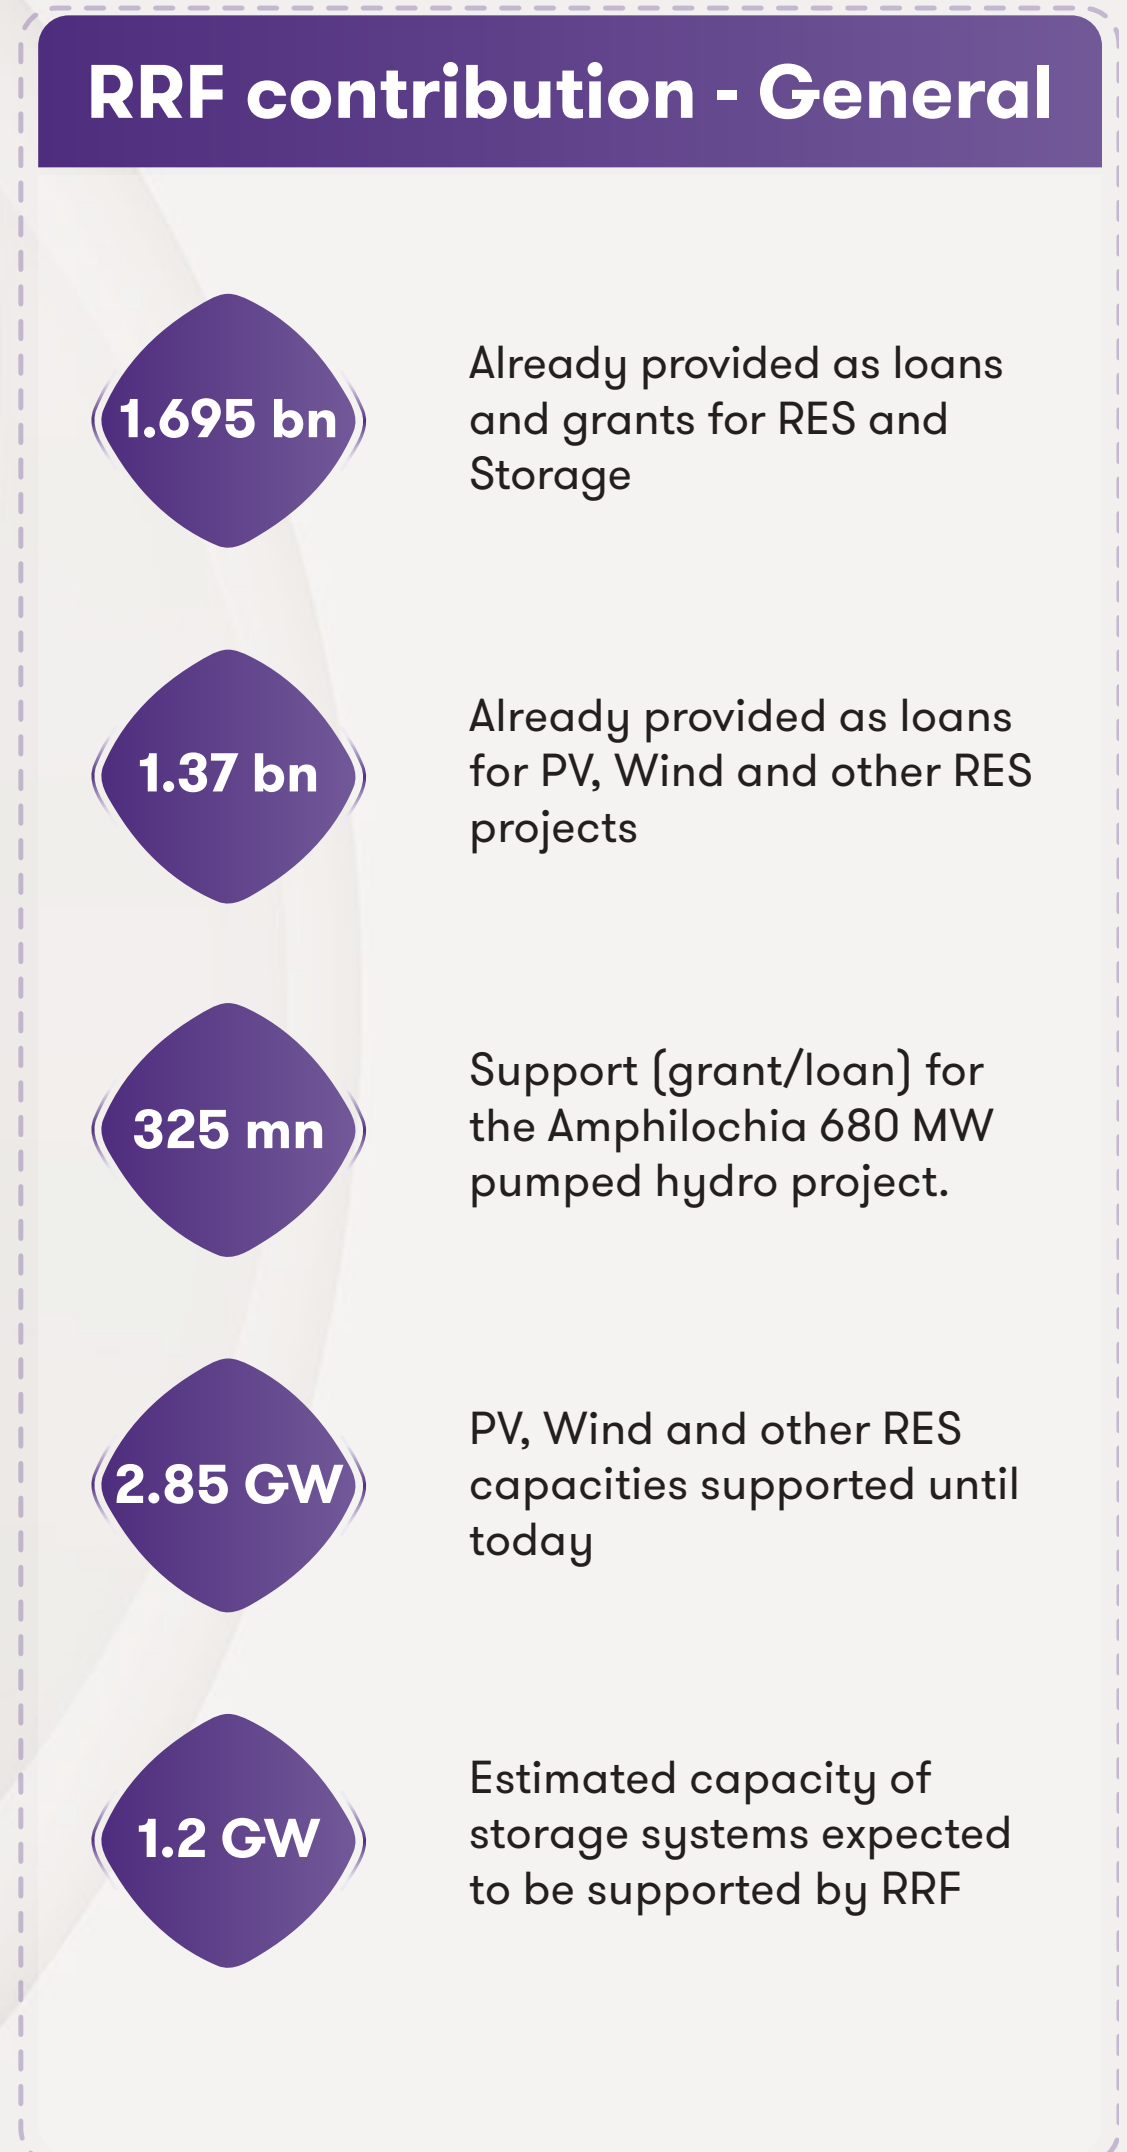 RRF contribution - General
1.695 bn
Already provided as loans
and grants for RES and
Storage
1.37 bn
Already provided as loans
for PV, Wind and other RES
projects
325 mn
Support (grant/loan) for
the Amphilochia 680 MW
pumped hydro project.
2.85 GW
PV, Wind and other RES
capacities supported until
today
1.2 GW
Estimated capacity of
storage systems expected
to be supported by RRF